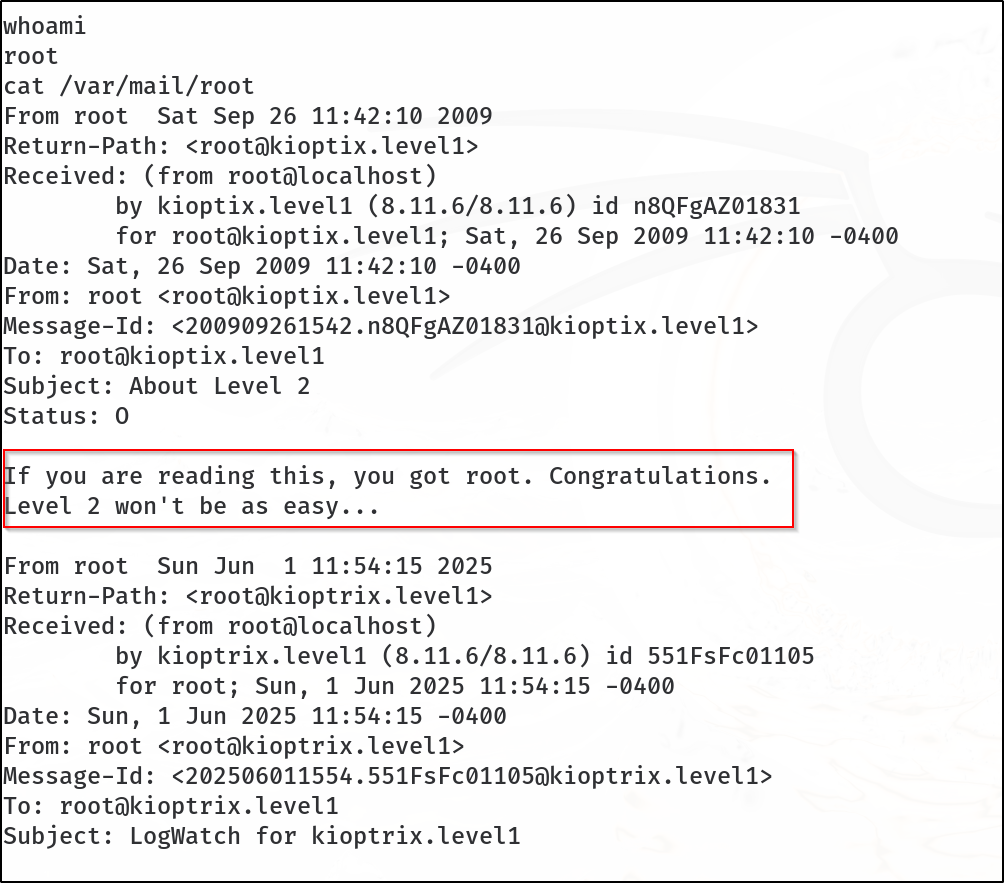 whoami
root
cat /var/mail/root
From root  Sat Sep 26 11:42:10 2009
Return-Path: <root@kioptix.level1>
Received: (from root@localhost)
        by kioptix.level1 (8.11.6/8.11.6) id n8QFgAZ01831
        for root@kioptix.level1; Sat, 26 Sep 2009 11:42:10 -0400
Date: Sat, 26 Sep 2009 11:42:10 -0400
From: root <root@kioptix.level1>
Message-Id: <200909261542.n8QFgAZ01831@kioptix.level1>
To: root@kioptix.level1
Subject: About Level 2
Status: O
If you are reading this, you got root. Congratulations.
Level 2 won't be as easy...
From root  Sun Jun  1 11:54:15 2025
Return-Path: <root@kioptrix.level1>
Received: (from root@localhost)
        by kioptrix.level1 (8.11.6/8.11.6) id 551FsFc01105
        for root; Sun, 1 Jun 2025 11:54:15 -0400
Date: Sun, 1 Jun 2025 11:54:15 -0400
From: root <root@kioptrix.level1>
Message-Id: <202506011554.551FsFc01105@kioptrix.level1>
To: root@kioptrix.level1
Subject: LogWatch for kioptrix.level1